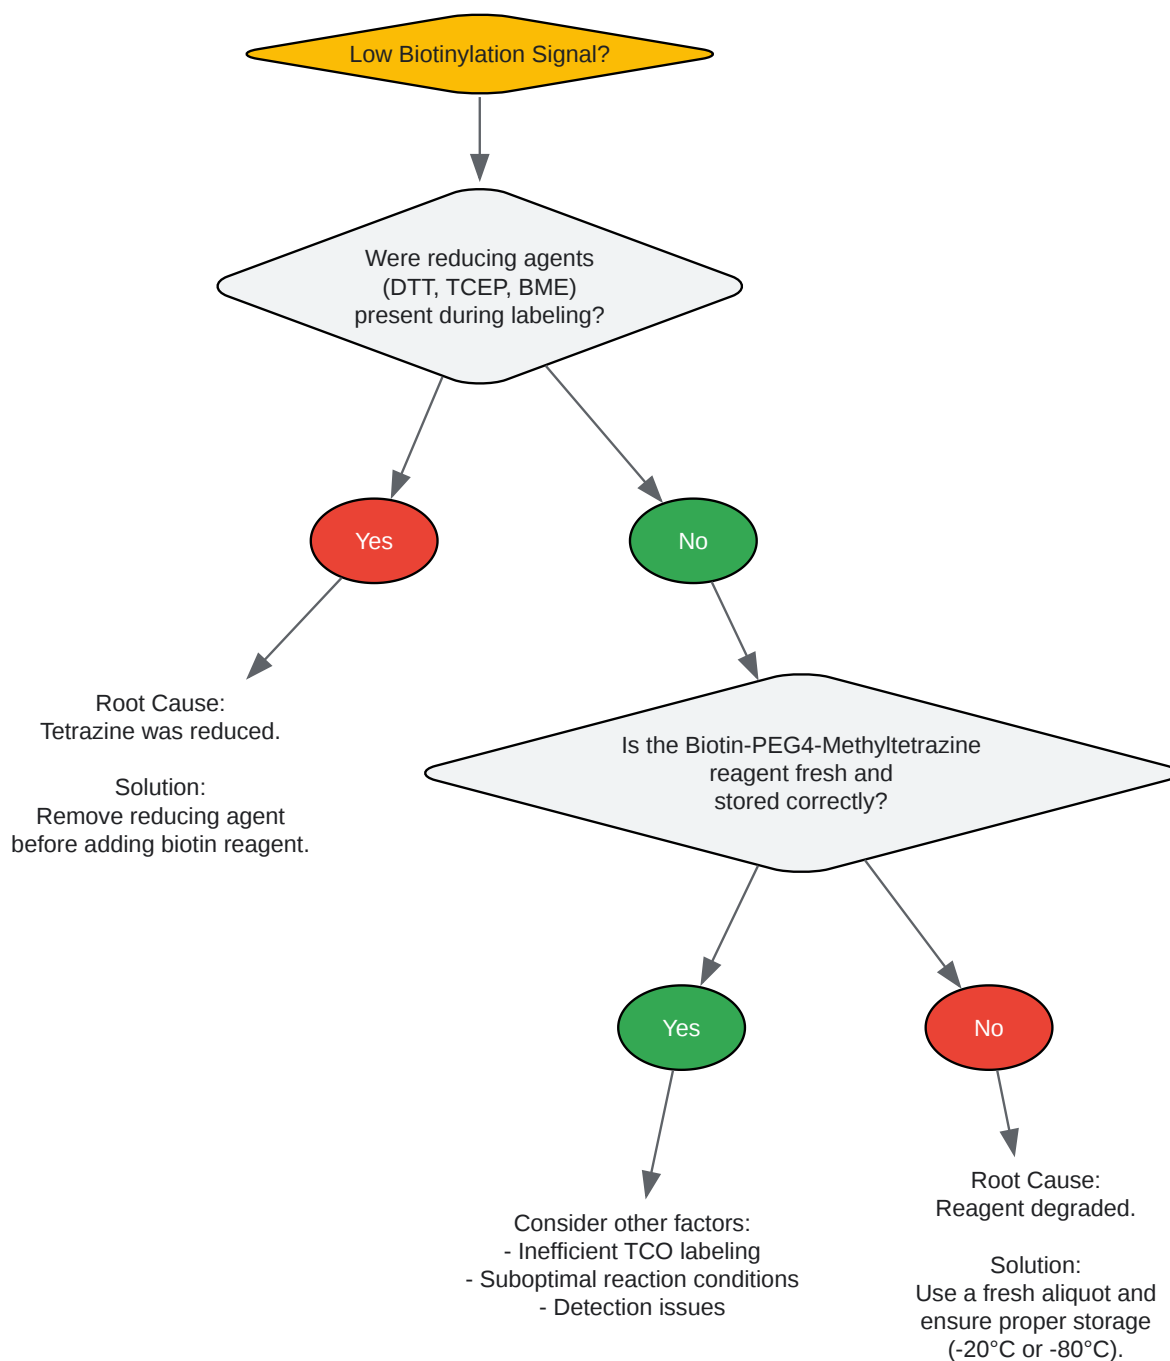 Low Biotinylation Signal?
Were reducing agents
(DTT, TCEP, BME)
present during labeling?
Yes
No
Root Cause:
Tetrazine was reduced.
Solution:
Remove reducing agent
before adding biotin reagent.
Is the Biotin-PEG4-Methyltetrazine
reagent fresh and
stored correctly?
Yes
No
Consider other factors:
- Inefficient TCO labeling
- Suboptimal reaction conditions
- Detection issues
Root Cause:
Reagent degraded.
Solution:
Use a fresh aliquot and
ensure proper storage
(-20°C or -80°C).